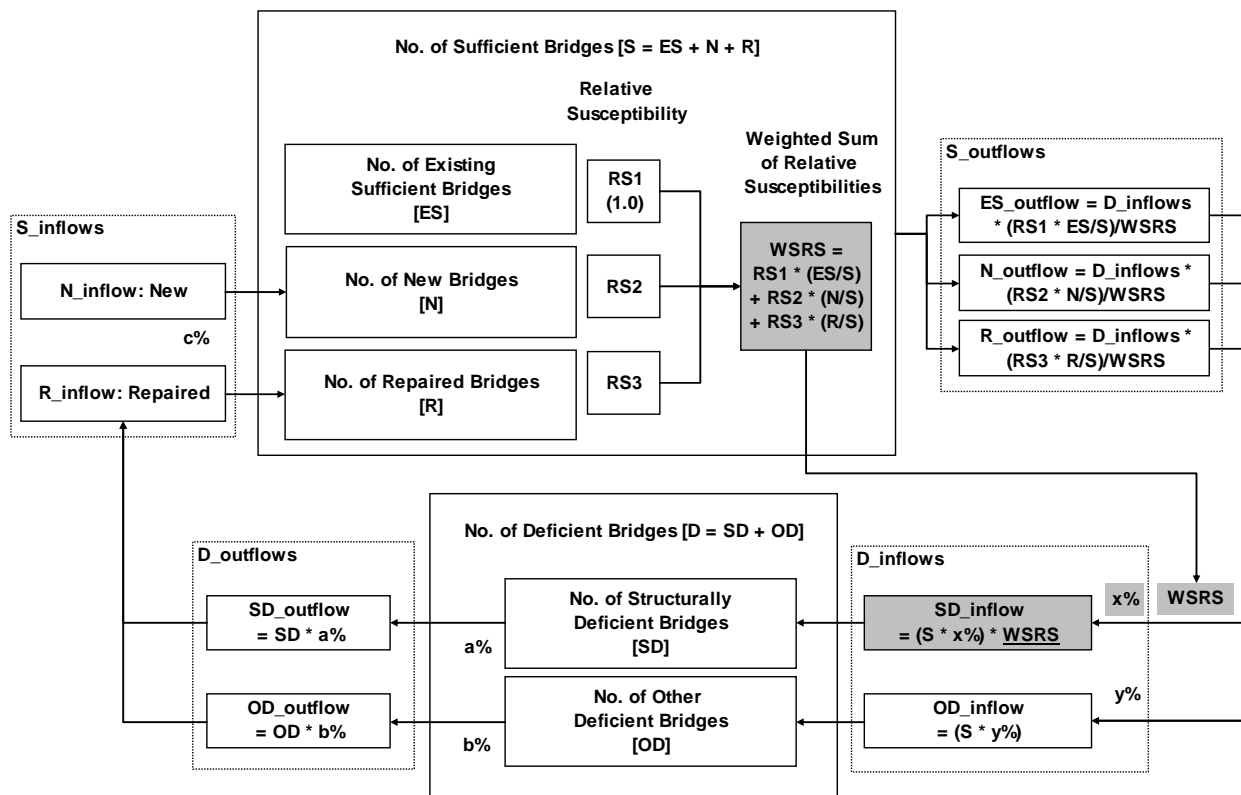 No. of Sufficient Bridges [S = ES + N + R]
Relative
Susceptibility
Weighted Sum
of Relative
Susceptibilities
No. of Existing
Sufficient Bridges
[ES]
RS1
(1.0)
No. of New Bridges
[N]
RS2
No. of Repaired Bridges
[R]
RS3
WSRS =
RS1 * (ES/S)
+ RS2 * (N/S)
+ RS3 * (R/S)
S_inflows
N_inflow: New
c%
R_inflow: Repaired
S_outflows
ES_outflow = D_inflows
* (RS1 * ES/S)/WSRS
N_outflow = D_inflows *
(RS2 * N/S)/WSRS
R_outflow = D_inflows *
(RS3 * R/S)/WSRS
No. of Deficient Bridges [D = SD + OD]
D_outflows
SD_outflow
= SD * a%
OD_outflow
= OD * b%
a%
b%
No. of Structurally
Deficient Bridges
[SD]
No. of Other
Deficient Bridges
[OD]
D_inflows
SD_inflow
= (S * x%) * WSRS
OD_inflow
= (S * y%)
x%
WSRS
y%